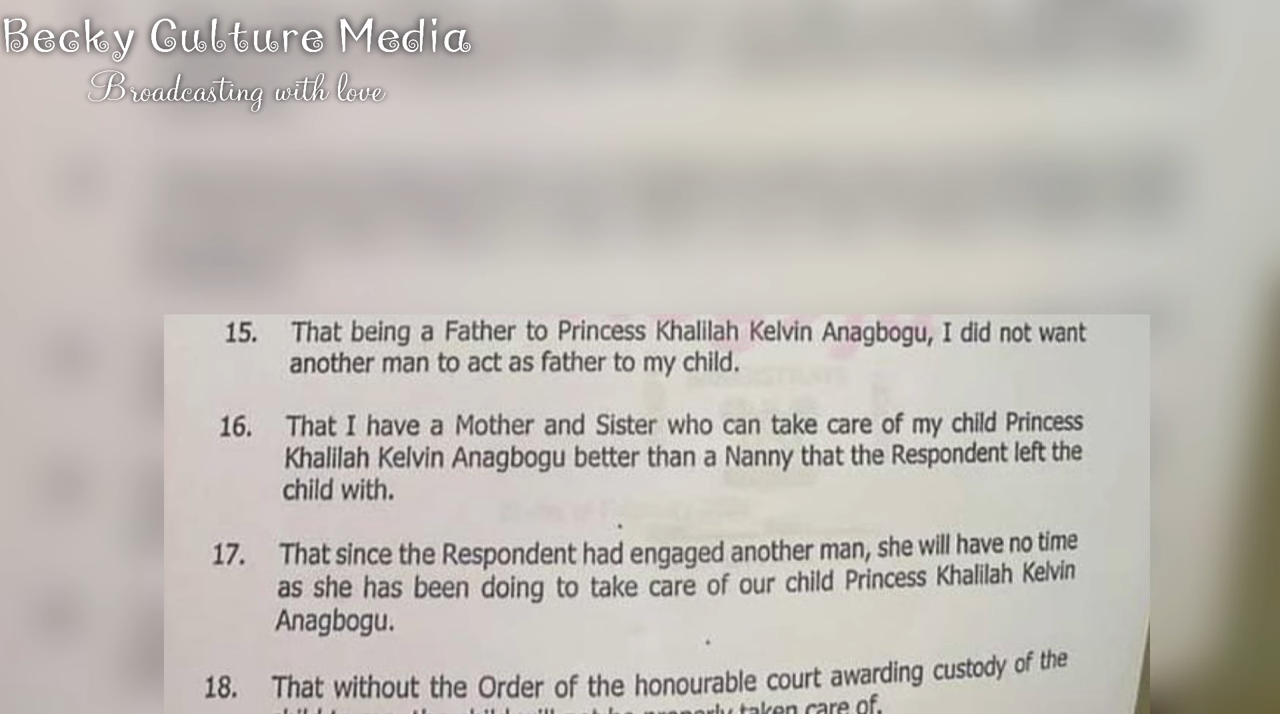 Becky Culture Media
Broadcasting with love
15. That being a Father to Princess Khalilah Kelvin Anagbogu, I did not want
another man to act as father to my child.
16. That I have a Mother and Sister who can take care of my child Princess
Khalilah Kelvin Anagbogu better than a Nanny that the Respondent left the
child with.
17. That since the Respondent had engaged another man, she will have no time
as she has been doing to take care of our child Princess Khalilah Kelvin
Anagbogu.
18. That without the Order of the honourable court awarding custody of the
taken care of.